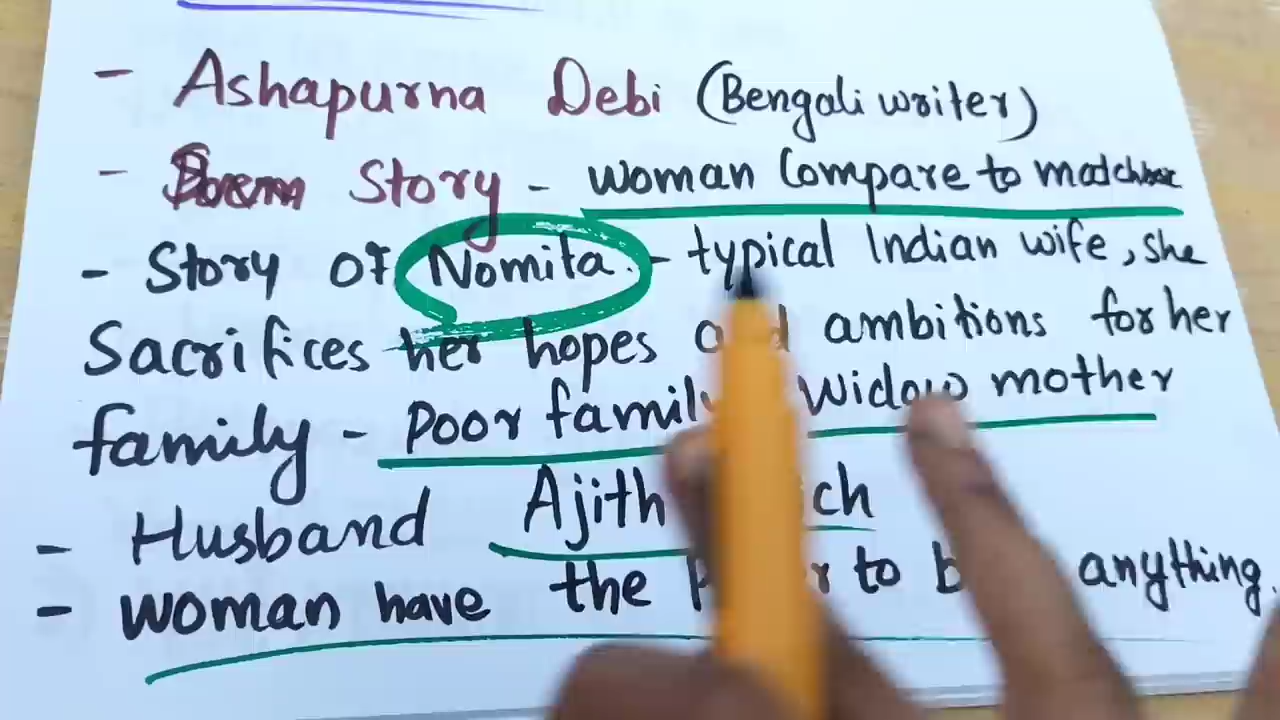 - Ashapurna Debi (Bengali writer)
- Story - woman Compare to matchbox
- Story of Nomita - typical Indian wife, she
Sacrifices her hopes and ambitions for her
family - Poor family widow mother
- Husband Ajith
- woman have the to anything.